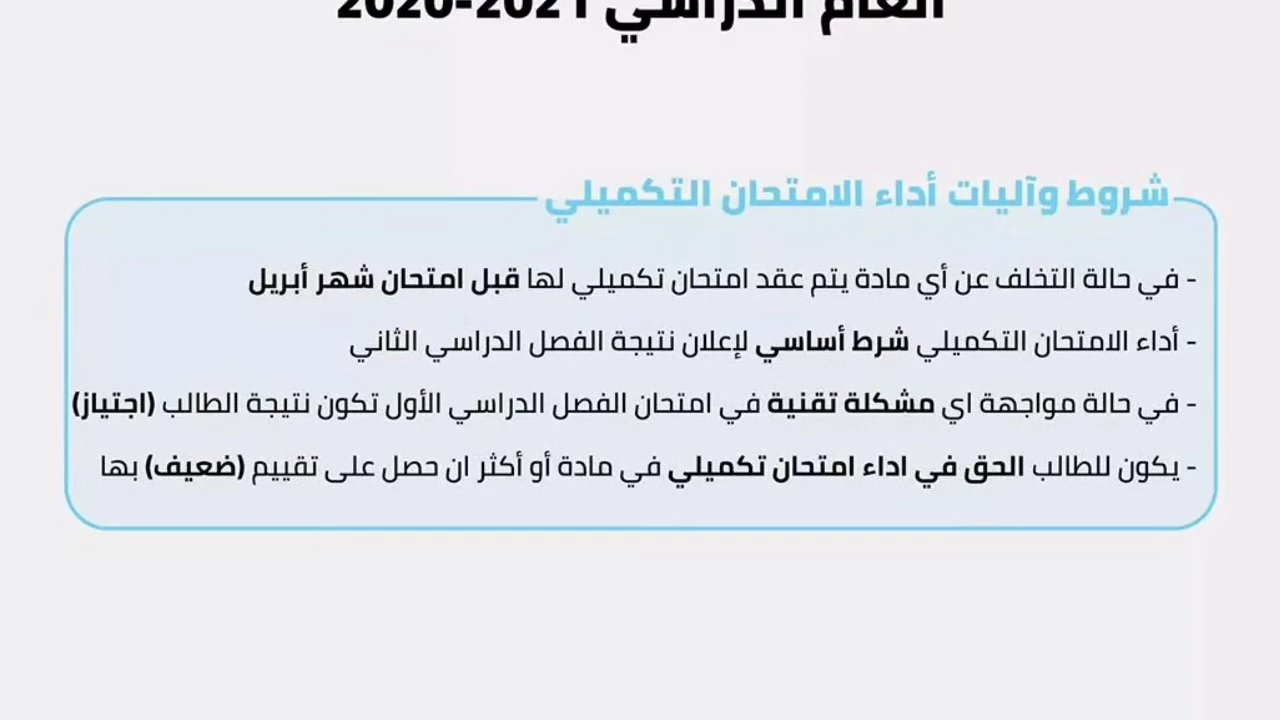 العام الدراسي 2021-2020
شروط وآليات أداء الامتحان التكميلي
- في حالة التخلف عن أي مادة يتم عقد امتحان تكميلي لها قبل امتحان شهر أبريل
- أداء الامتحان التكميلي شرط أساسي لإعلان نتيجة الفصل الدراسي الثاني
- في حالة مواجهة اي مشكلة تقنية في امتحان الفصل الدراسي الأول تكون نتيجة الطالب (اجتياز)
- يكون للطالب الحق في اداء امتحان تكميلي في مادة أو أكثر ان حصل على تقييم (ضعيف) بها